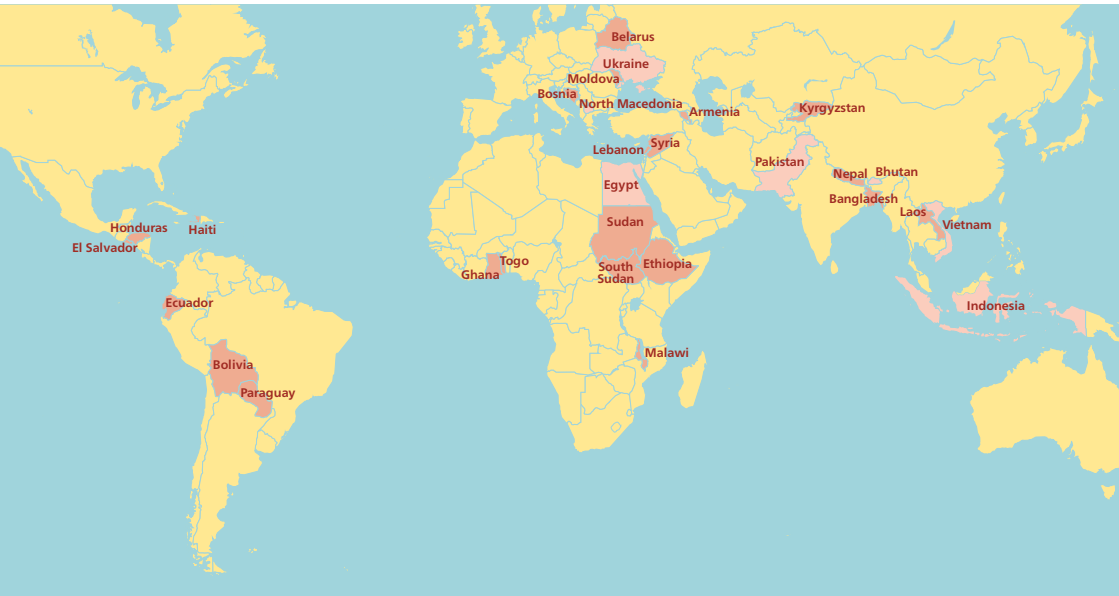 Belarus
Ukraine
Moldova
Bosnia
North Macedonia
Armenia
Kyrgyzstan
Lebanon
Syria
Pakistan
Nepal
Bhutan
Egypt
Bangladesh
Laos
Vietnam
Honduras
Haiti
El Salvador
Sudan
Togo
Ghana
South
Sudan
Ethiopia
Ecuador
Indonesia
Malawi
Bolivia
Paraguay